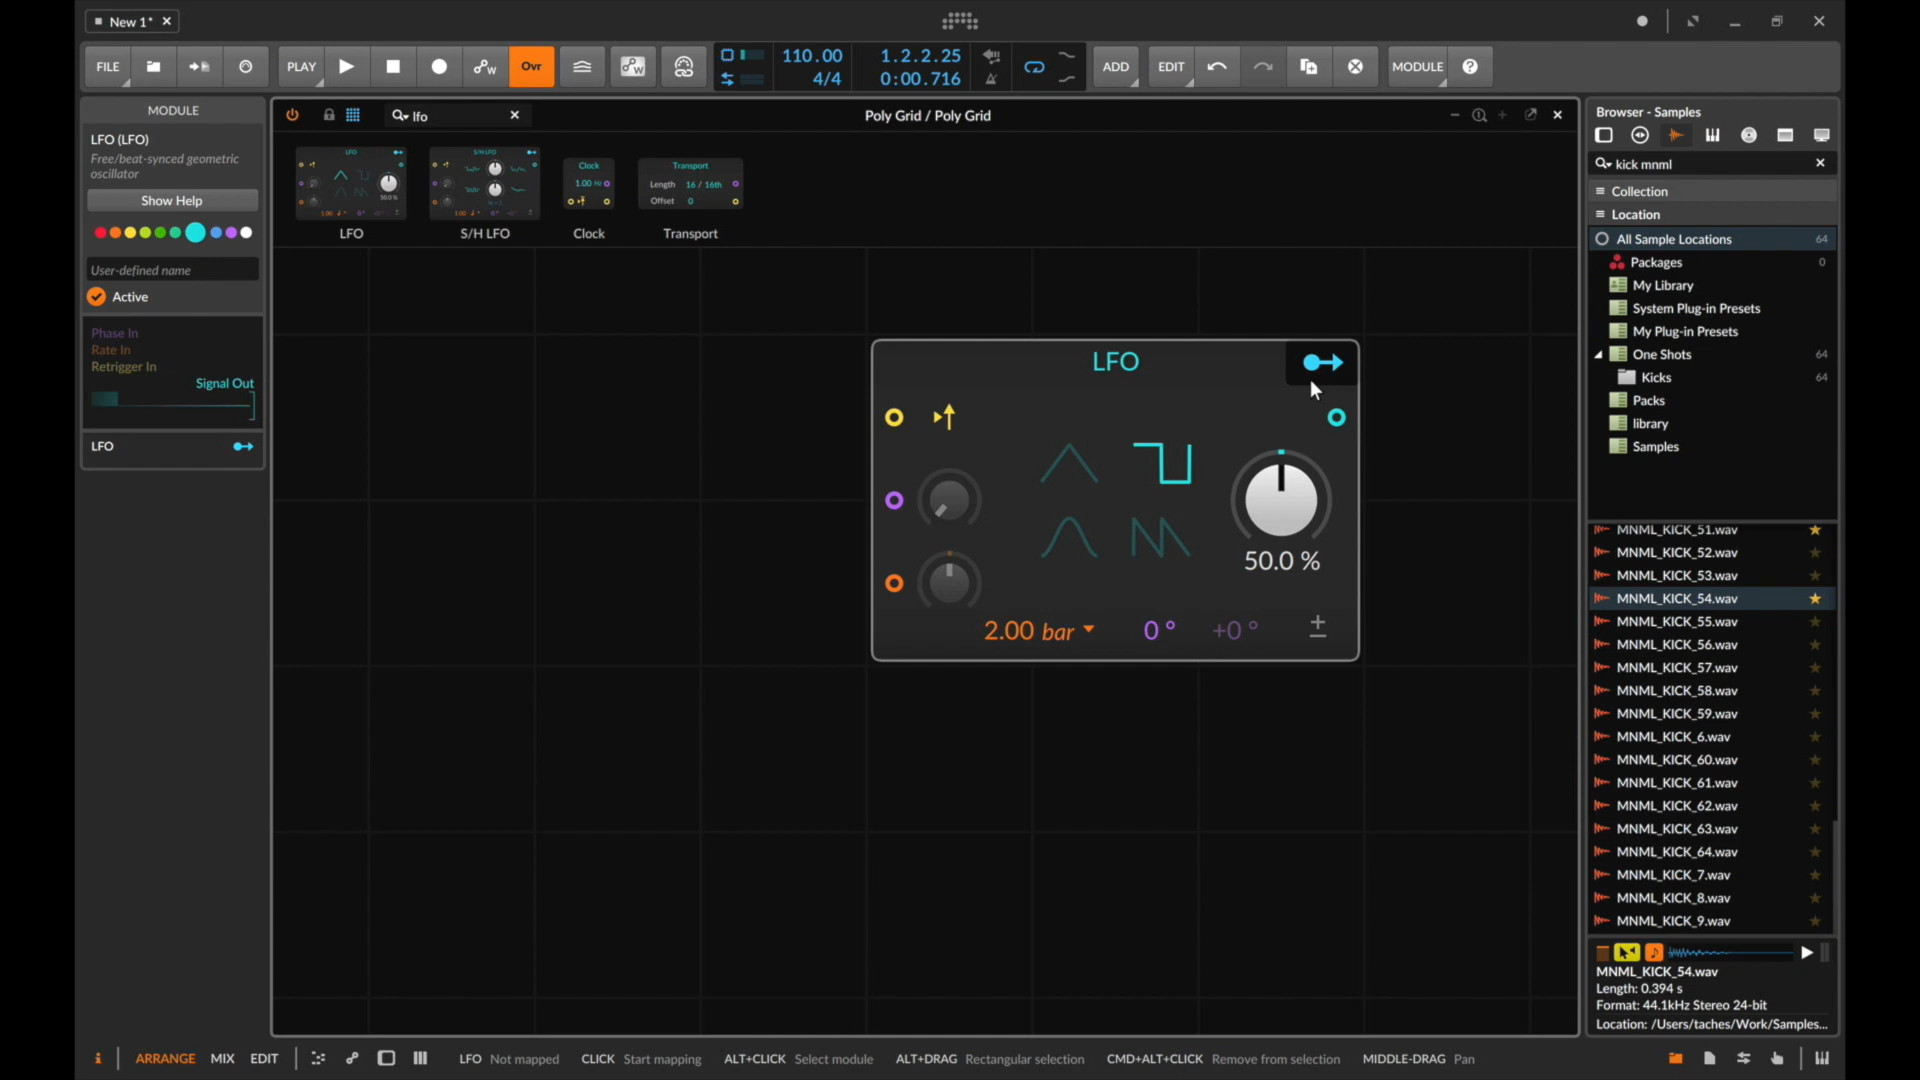 New 1*
FILE
PLAY
Ovr
110.00
4/4
1.2.2.25
0:00.716
ADD
EDIT
MODULE
MODULE
LFO (LFO)
Free/beat-synced geometric
oscillator
Show Help
User-defined name
Active
Phase In
Rate In
Retrigger In
Signal Out
LFO
lfo
Poly Grid / Poly Grid
LFO
50.0 %
LFO
S/H LFO
S/H LFO
Clock
1.00 Hz
Clock
Transport
Length 16 / 16th
Offset 0
Transport
LFO
50.0 %
2.00 bar
0 °
+0 °
Browser - Samples
kick mnml
Collection
Location
All Sample Locations 64
Packages 0
My Library
System Plug-in Presets
My Plug-in Presets
One Shots 64
Kicks 64
Packs
library
Samples
MNML_KICK_51.wav
MNML_KICK_52.wav
MNML_KICK_53.wav
MNML_KICK_54.wav
MNML_KICK_55.wav
MNML_KICK_56.wav
MNML_KICK_57.wav
MNML_KICK_58.wav
MNML_KICK_59.wav
MNML_KICK_6.wav
MNML_KICK_60.wav
MNML_KICK_61.wav
MNML_KICK_62.wav
MNML_KICK_63.wav
MNML_KICK_64.wav
MNML_KICK_7.wav
MNML_KICK_8.wav
MNML_KICK_9.wav
MNML_KICK_54.wav
Length: 0.394 s
Format: 44.1kHz Stereo 24-bit
Location: /Users/taches/Work/Samples...
ARRANGE MIX EDIT
LFO Not mapped CLICK Start mapping ALT+CLICK Select module ALT+DRAG Rectangular selection CMD+ALT+CLICK Remove from selection MIDDLE-DRAG Pan